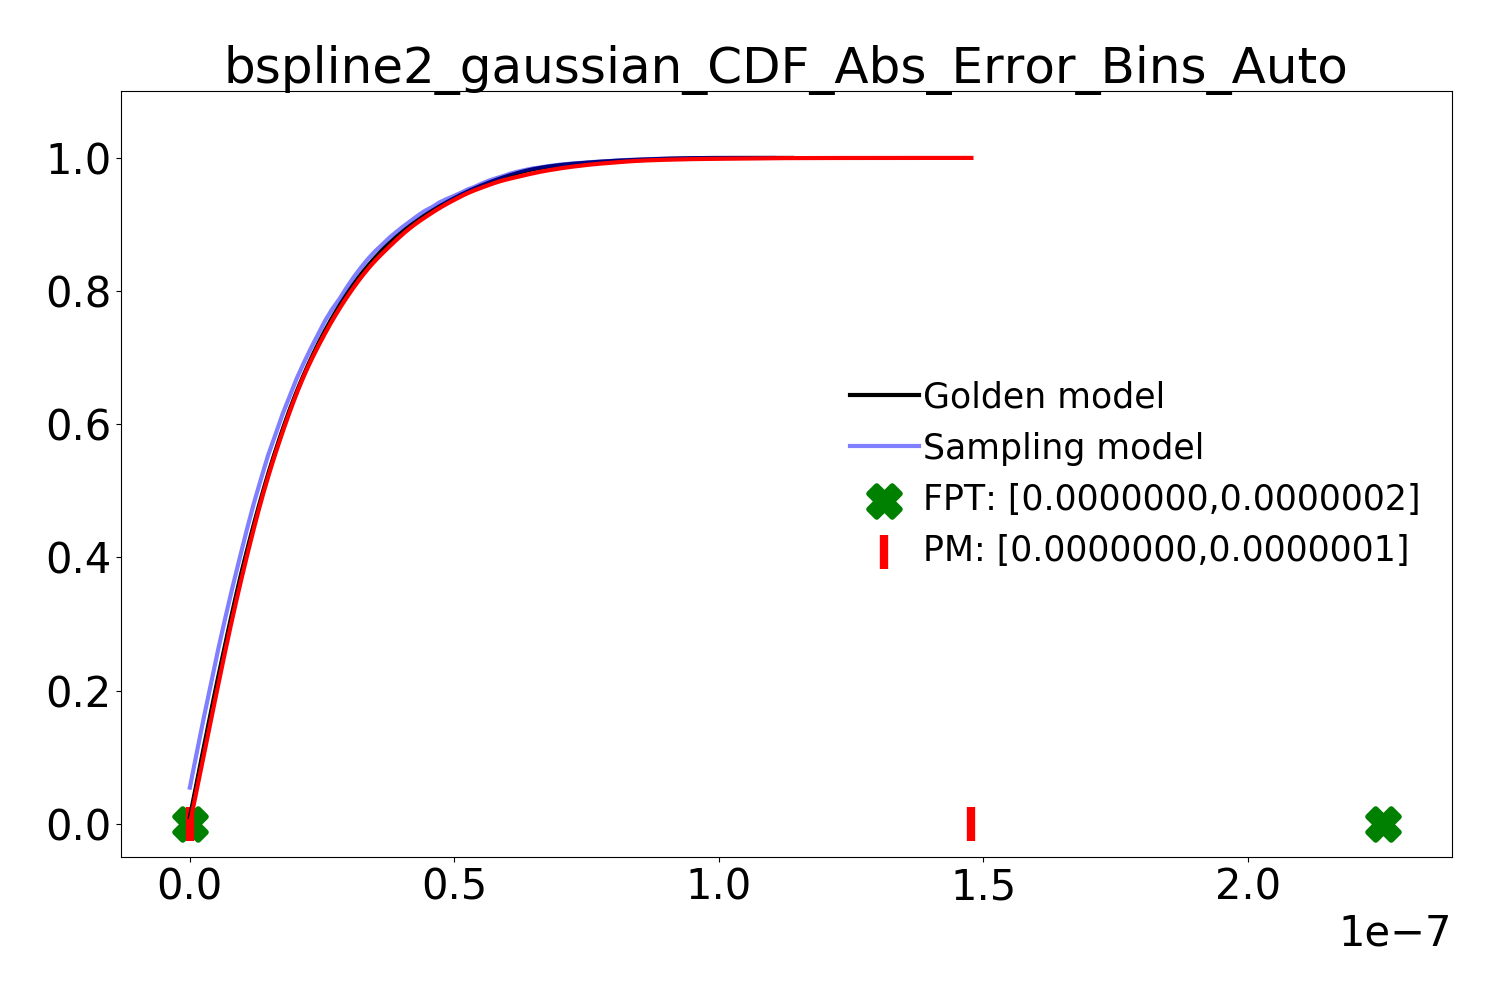 bspline2_gaussian_CDF_Abs_Error_Bins_Auto
1.0
0.8
0.6
0.4
0.2
0.0
Golden model
Sampling model
FPT: [0.0000000,0.0000002]
PM: [0.0000000,0.0000001]
0.0 0.5 1.0 1.5 2.0
1e−7